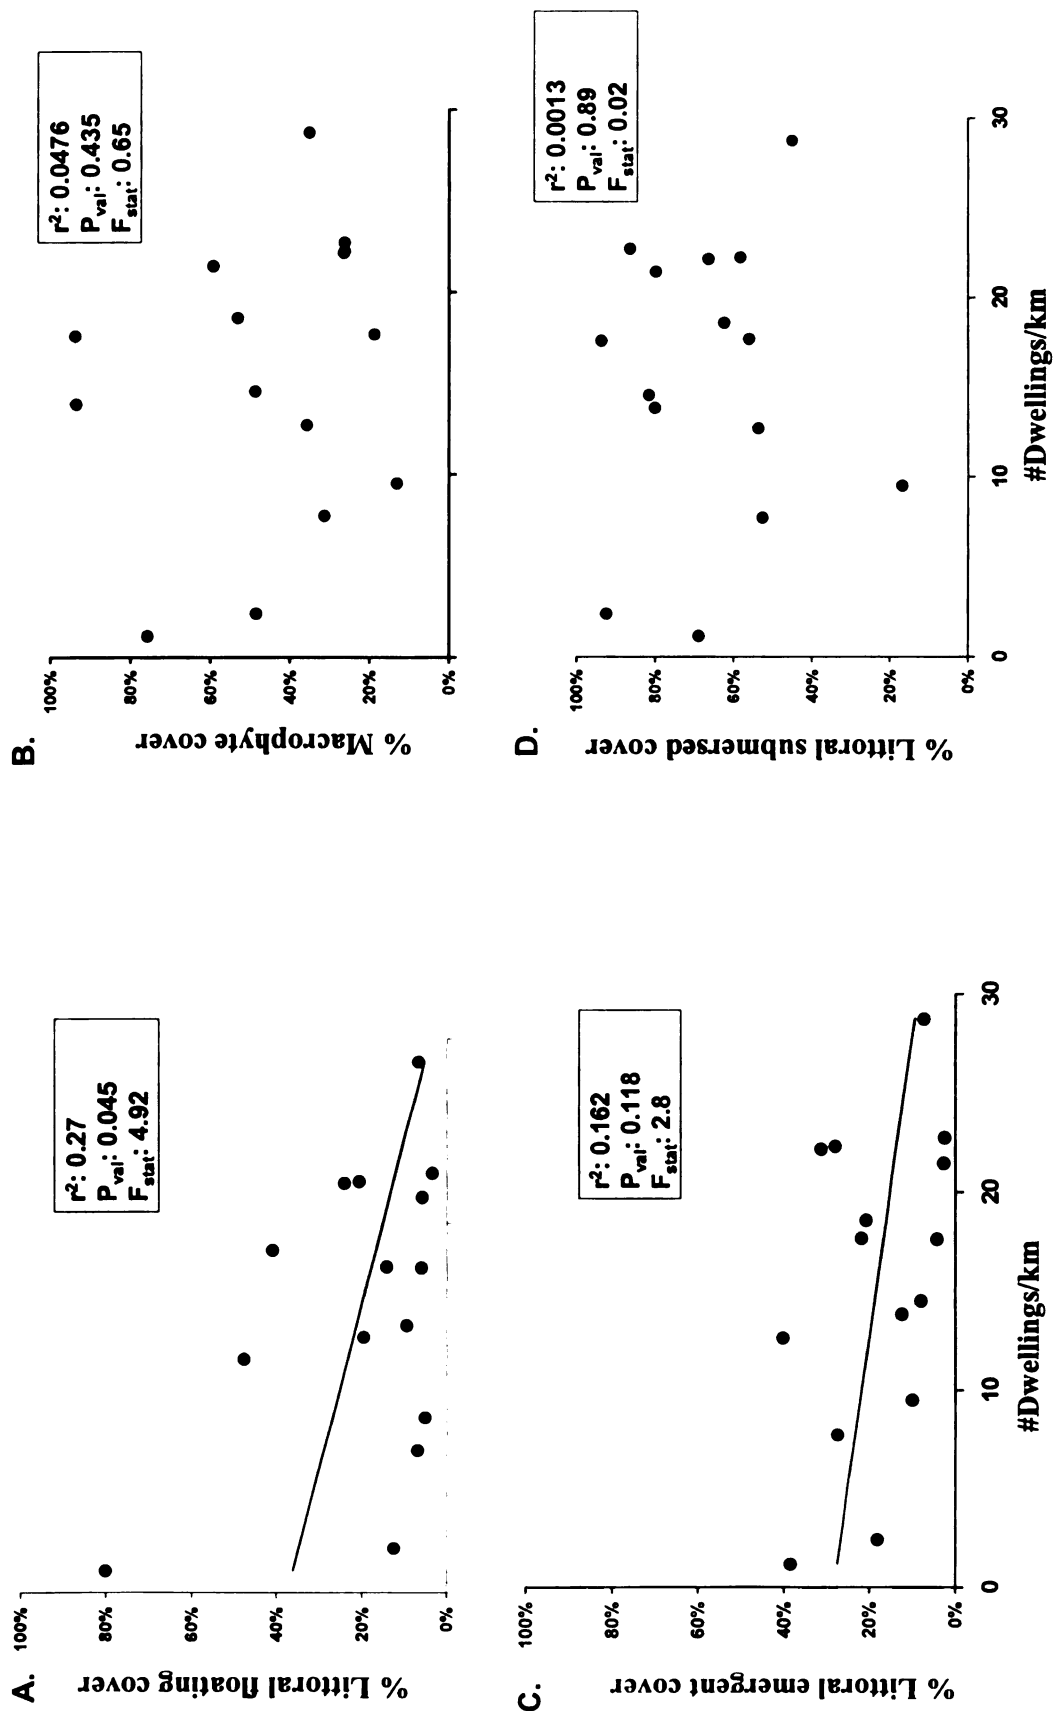 A.
% Littoral floating cover
100%
80%
60%
40%
20%
0%
r²: 0.27
Pval: 0.045
Fstat: 4.92
B.
% Macrophyte cover
100%
80%
60%
40%
20%
0%
r²: 0.0476
Pval: 0.435
Fstat: 0.65
C.
% Littoral emergent cover
100%
80%
60%
40%
20%
0%
r²: 0.162
Pval: 0.118
Fstat: 2.8
0 10 20 30
#Dwellings/km
D.
% Littoral submersed cover
100%
80%
60%
40%
20%
0%
r²: 0.0013
Pval: 0.89
Fstat: 0.02
0 10 20 30
#Dwellings/km